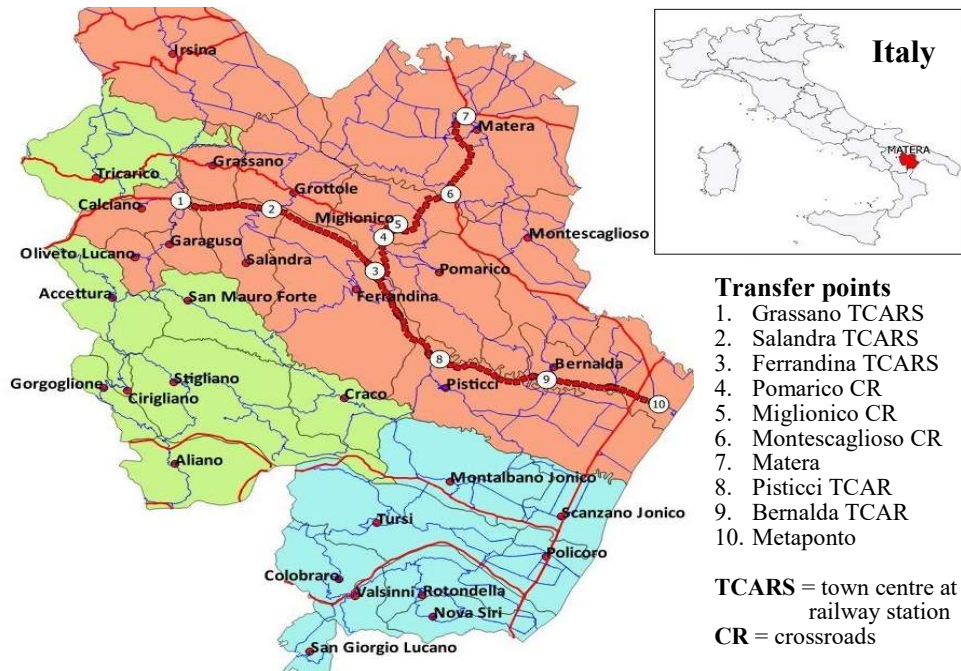 Irsina
Matera
Tricarico
Grassano
Grottole
Calciano
Miglionico
Montescaglioso
Oliveto Lucano
Garaguso
Salandra
Pomarico
Accettura
San Mauro Forte
Ferrandina
Bernalda
Gorgoglione
Stigliano
Cirigliano
Craco
Pisticci
Aliano
Montalbano Jonico
Scanzano Jonico
Tursi
Policoro
Colobraro
Valsinni
Rotondella
Nova Siri
San Giorgio Lucano
1
2
3
4
5
6
7
8
9
10
Italy
MATERA
Transfer points
1. Grassano TCARS
2. Salandra TCARS
3. Ferrandina TCARS
4. Pomarico CR
5. Miglionico CR
6. Montescaglioso CR
7. Matera
8. Pisticci TCAR
9. Bernalda TCAR
10. Metaponto
TCARS = town centre at
railway station
CR = crossroads